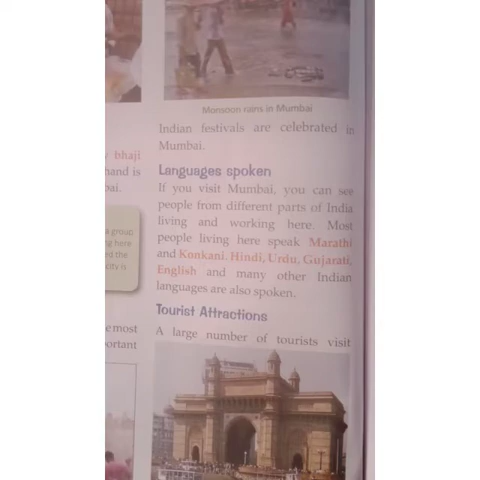 bhaji
and is
group
ng here
d the
city is
most
ortant
Monsoon rains in Mumbai
Indian festivals are celebrated in
Mumbai.
Languages spoken
If you visit Mumbai, you can see
people from different parts of India
living and working here. Most
people living here speak Marathi
and Konkani. Hindi, Urdu, Gujarati,
English and many other Indian
languages are also spoken.
Tourist Attractions
A large number of tourists visit